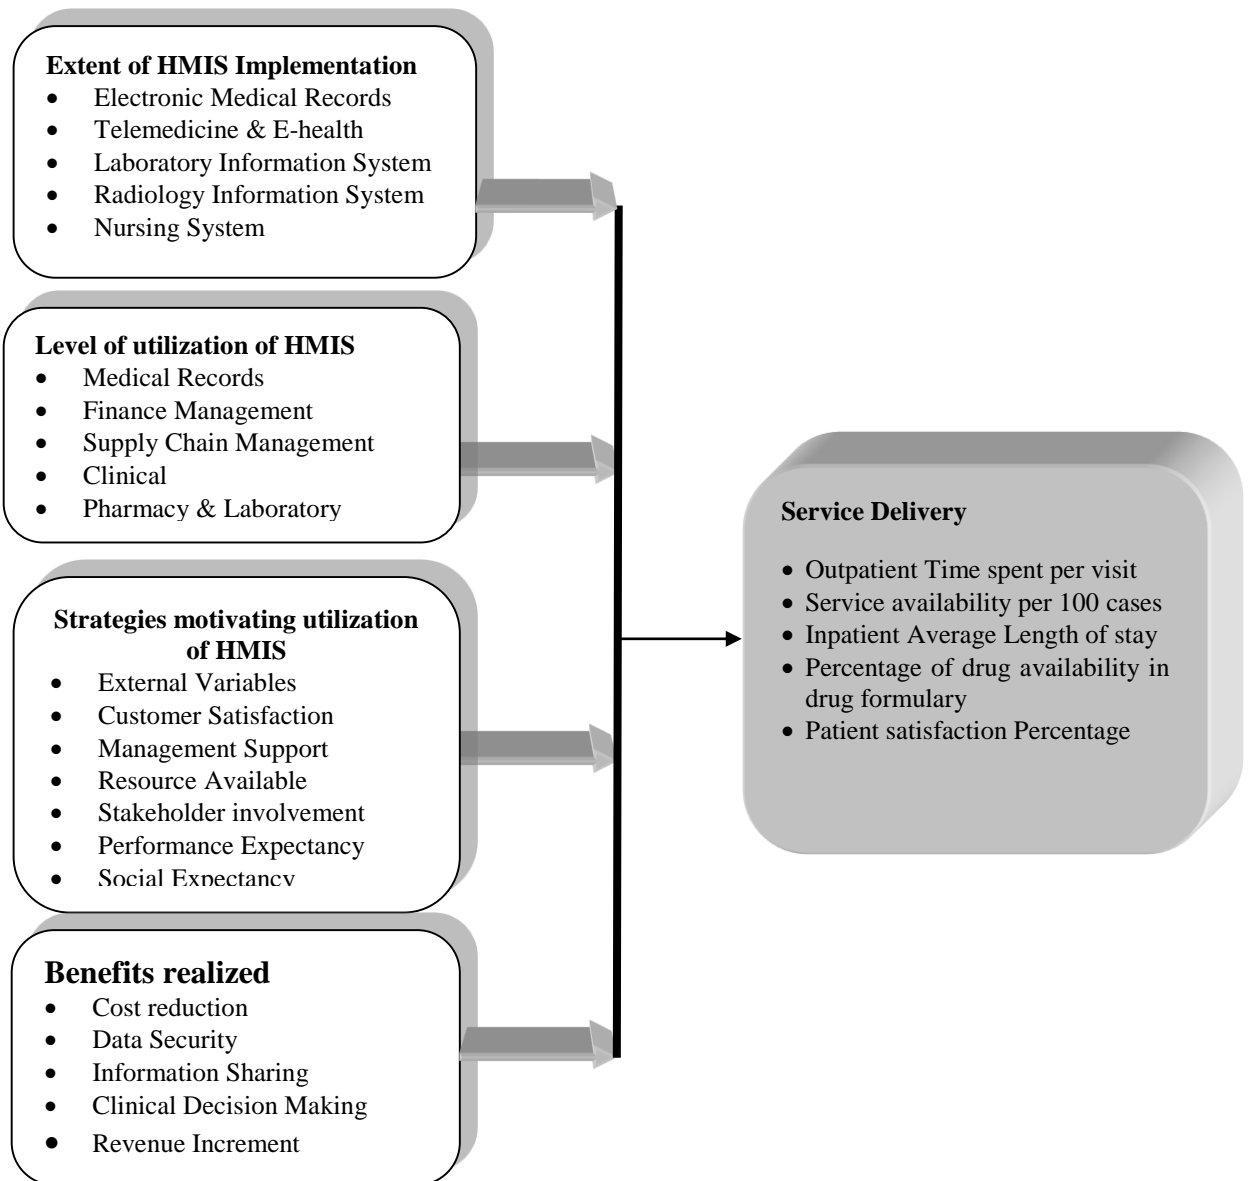 Extent of HMIS Implementation
• Electronic Medical Records
• Telemedicine & E-health
• Laboratory Information System
• Radiology Information System
• Nursing System
Level of utilization of HMIS
• Medical Records
• Finance Management
• Supply Chain Management
• Clinical
• Pharmacy & Laboratory
Strategies motivating utilization
of HMIS
• External Variables
• Customer Satisfaction
• Management Support
• Resource Available
• Stakeholder involvement
• Performance Expectancy
• Social Expectancy
Benefits realized
• Cost reduction
• Data Security
• Information Sharing
• Clinical Decision Making
• Revenue Increment
Service Delivery
• Outpatient Time spent per visit
• Service availability per 100 cases
• Inpatient Average Length of stay
• Percentage of drug availability in
drug formulary
• Patient satisfaction Percentage